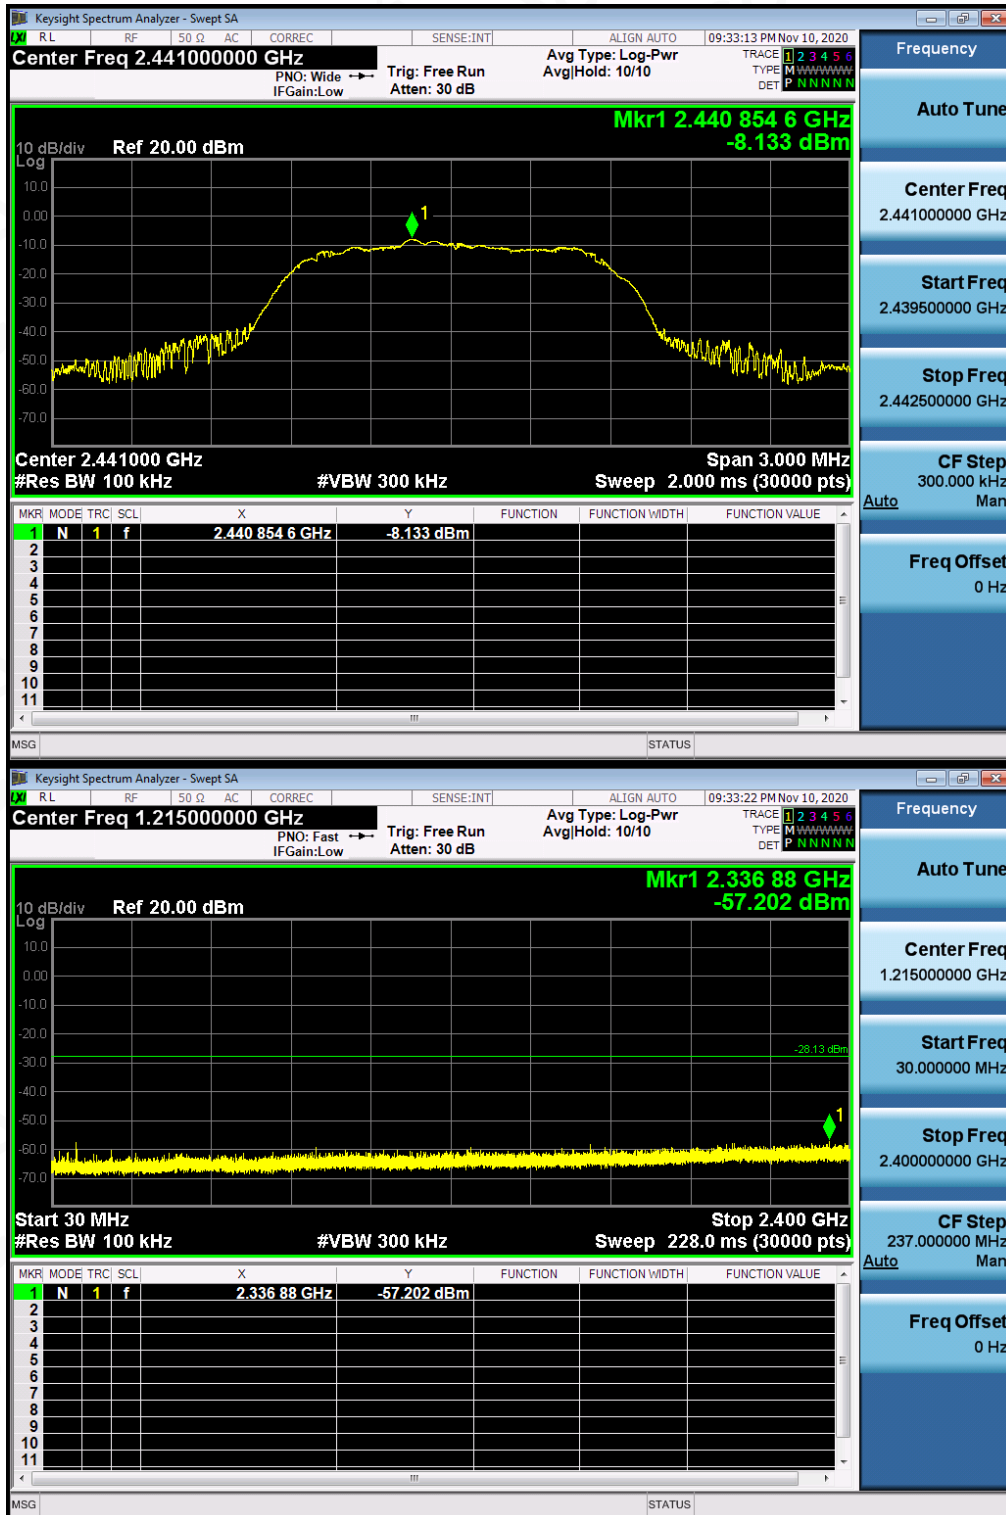 Keysight Spectrum Analyzer - Swept SA
LXI RL RF 50 Ω AC CORREC SENSE:INT ALIGN AUTO 09:33:13 PM Nov 10, 2020
Center Freq 2.441000000 GHz
PNO: Wide IFGain:Low
Trig: Free Run Atten: 30 dB
Avg Type: Log-Pwr Avg|Hold: 10/10
TRACE 1 2 3 4 5 6
TYPE M WWWWW
DET P N N N N N
Mkr1 2.440 854 6 GHz
-8.133 dBm
10 dB/div Ref 20.00 dBm
Log
10.0
0.00
-10.0
-20.0
-30.0
-40.0
-50.0
-60.0
-70.0
1
Center 2.441000 GHz Span 3.000 MHz
#Res BW 100 kHz #VBW 300 kHz Sweep 2.000 ms (30000 pts)
MKR MODE TRC SCL X Y FUNCTION FUNCTION WIDTH FUNCTION VALUE
1 N 1 f 2.440 854 6 GHz -8.133 dBm
2
3
4
5
6
7
8
9
10
11
MSG STATUS
Frequency
Auto Tune
Center Freq
2.441000000 GHz
Start Freq
2.439500000 GHz
Stop Freq
2.442500000 GHz
CF Step
300.000 kHz
Auto Man
Freq Offset
0 Hz
Keysight Spectrum Analyzer - Swept SA
LXI RL RF 50 Ω AC CORREC SENSE:INT ALIGN AUTO 09:33:22 PM Nov 10, 2020
Center Freq 1.215000000 GHz
PNO: Fast IFGain:Low
Trig: Free Run Atten: 30 dB
Avg Type: Log-Pwr Avg|Hold: 10/10
TRACE 1 2 3 4 5 6
TYPE M WWWWW
DET P N N N N N
Mkr1 2.336 88 GHz
-57.202 dBm
10 dB/div Ref 20.00 dBm
Log
10.0
0.00
-10.0
-20.0
-30.0
-40.0
-50.0
-60.0
-70.0
-28.13 dBm
1
Start 30 MHz Stop 2.400 GHz
#Res BW 100 kHz #VBW 300 kHz Sweep 228.0 ms (30000 pts)
MKR MODE TRC SCL X Y FUNCTION FUNCTION WIDTH FUNCTION VALUE
1 N 1 f 2.336 88 GHz -57.202 dBm
2
3
4
5
6
7
8
9
10
11
MSG STATUS
Frequency
Auto Tune
Center Freq
1.215000000 GHz
Start Freq
30.000000 MHz
Stop Freq
2.400000000 GHz
CF Step
237.000000 MHz
Auto Man
Freq Offset
0 Hz